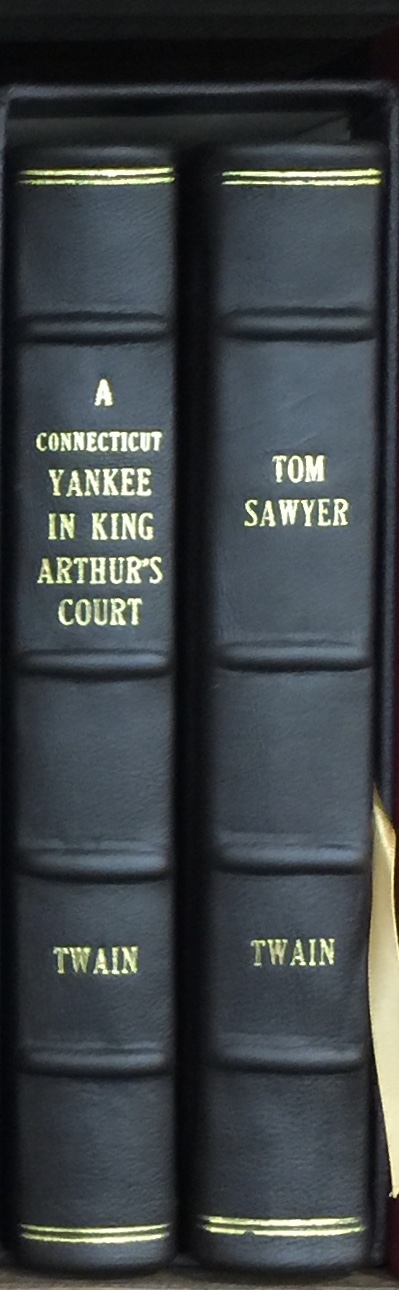 A
CONNECTICUT
YANKEE
IN KING
ARTHUR'S
COURT
TWAIN
TOM
SAWYER
TWAIN